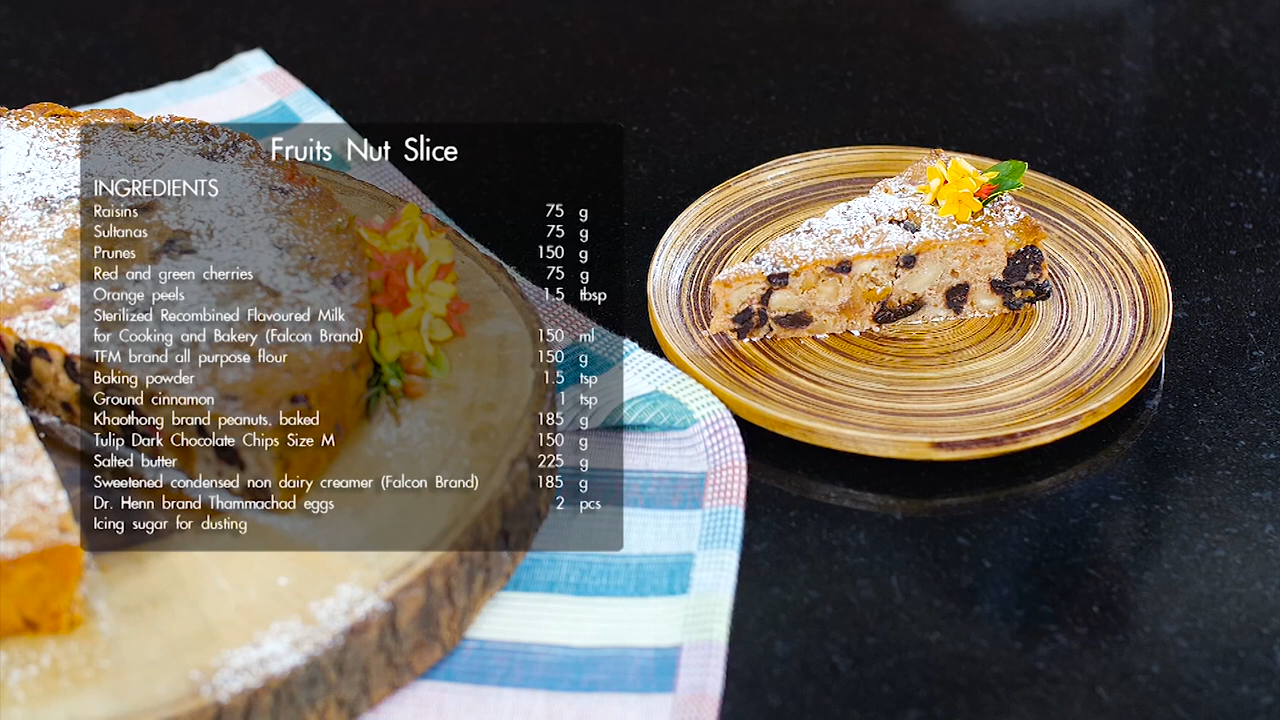 Fruits Nut Slice
INGREDIENTS
Raisins 75 g
Sultanas 75 g
Prunes 150 g
Red and green cherries 75 g
Orange peels 1.5 tbsp
Sterilized Recombined Flavoured Milk
for Cooking and Bakery (Falcon Brand) 150 ml
TFM brand all purpose flour 150 g
Baking powder 1.5 tsp
Ground cinnamon 1 tsp
Khaothong brand peanuts, baked 185 g
Tulip Dark Chocolate Chips Size M 150 g
Salted butter 225 g
Sweetened condensed non dairy creamer (Falcon Brand) 185 g
Dr. Henn brand Thammachad eggs 2 pcs
Icing sugar for dusting